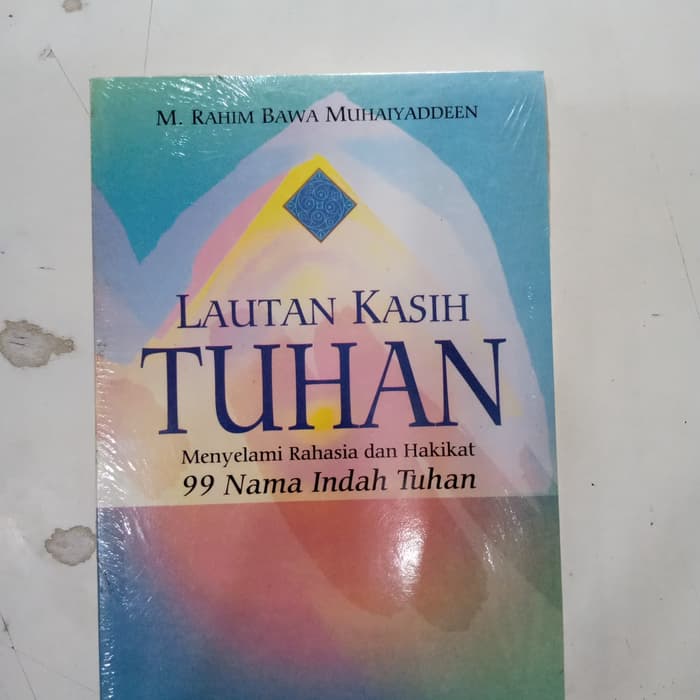 M. RAHIM BAWA MUHAIYADDEEN
LAUTAN KASIH
TUHAN
Menyelami Rahasia dan Hakikat
99 Nama Indah Tuhan